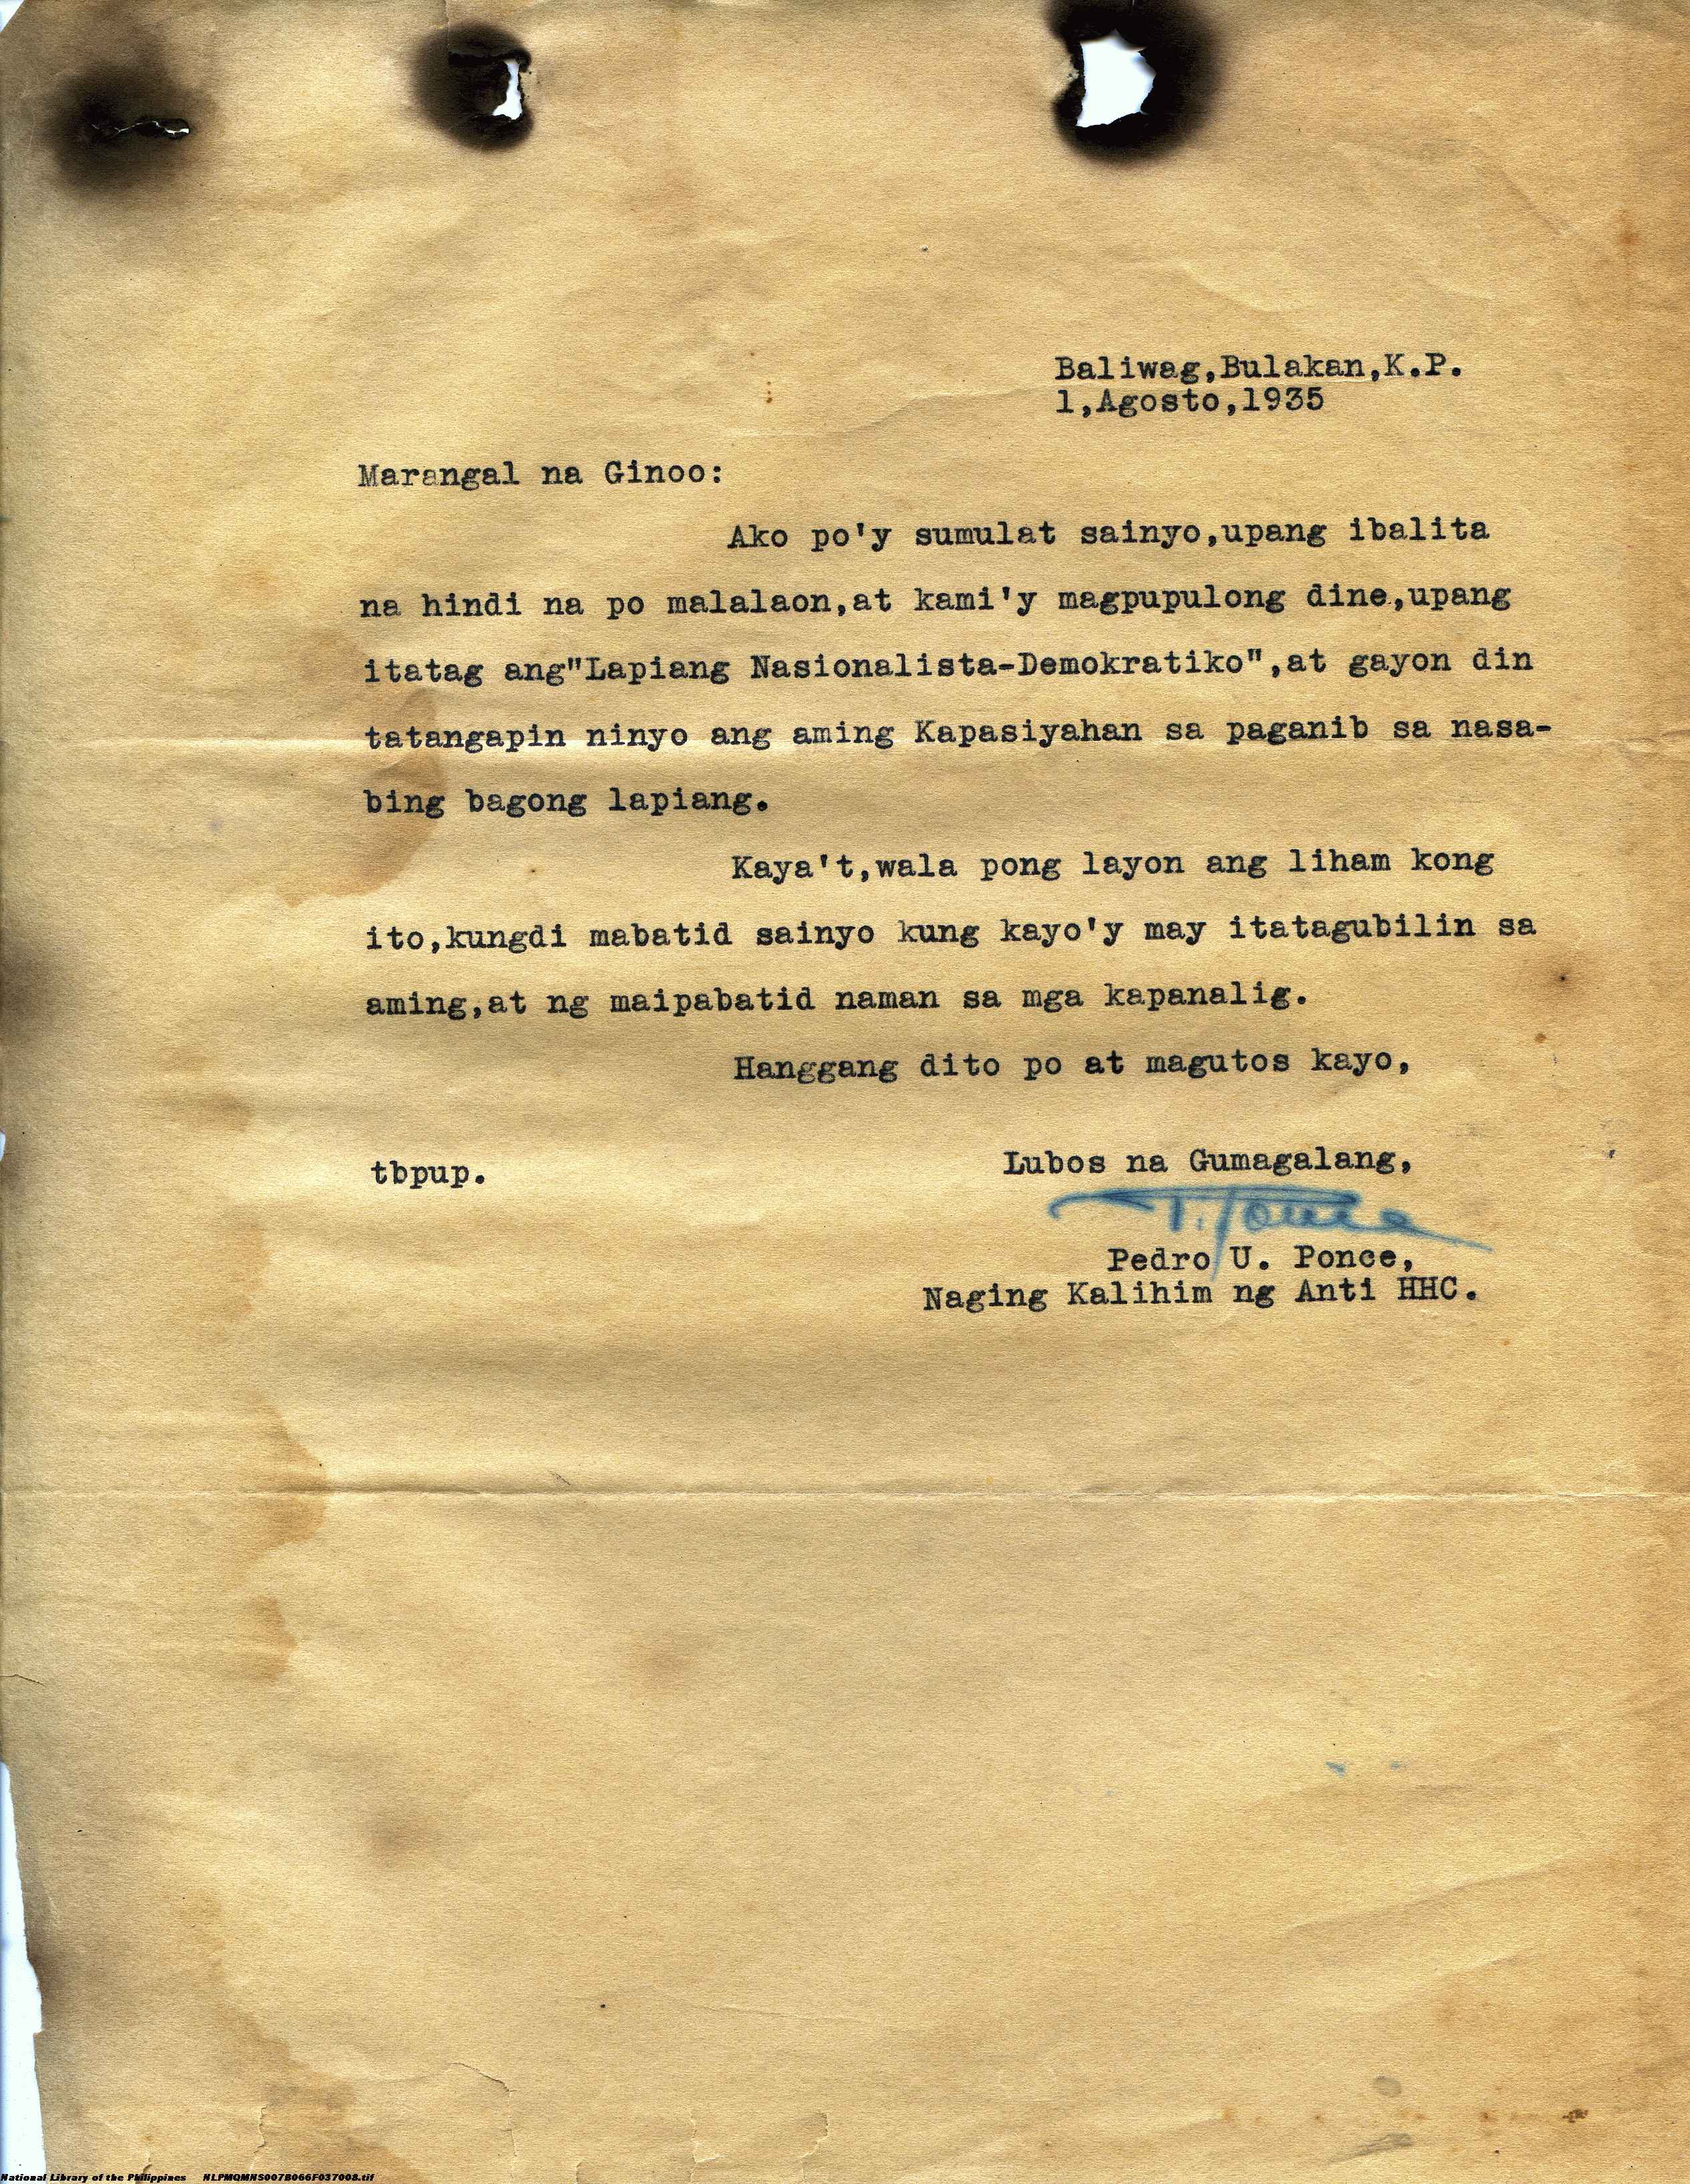 Baliwag,Bulakan,K.P.
1,Agosto,1935
Marangal na Ginoo:
Ako po'y sumulat sainyo,upang ibalita
na hindi na po malalaon,at kami'y magpupulong dine,upang
itatag ang"Lapiang Nasionalista-Demokratiko",at gayon din
tatangapin ninyo ang aming Kapasiyahan sa paganib sa nasa-
bing bagong lapiang.
Kaya't,wala pong layon ang liham kong
ito,kungdi mabatid sainyo kung kayo'y may itatagubilin sa
aming,at ng maipabatid naman sa mga kapanalig.
Hanggang dito po at magutos kayo,
Lubos na Gumagalang,
tbpup.
Pedro U. Ponce,
Naging Kalihim ng Anti HHC.
National Library of the Philippines NLPMQMNS007B066F037008.tif